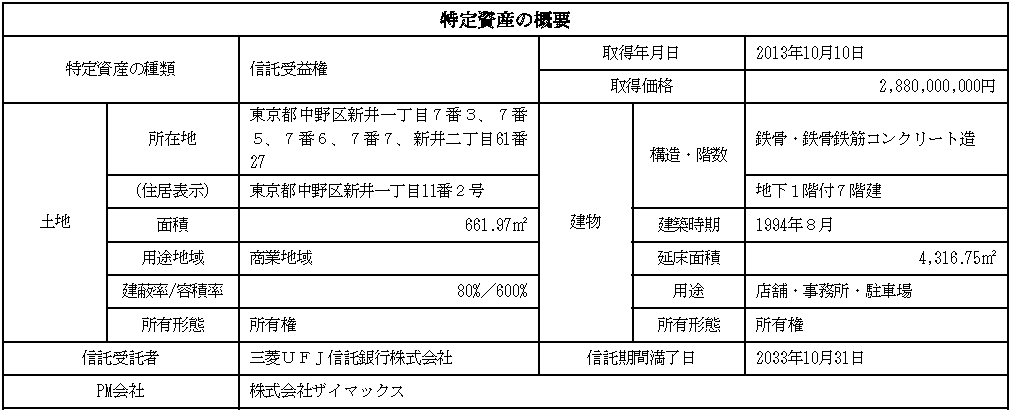 特定資産の概要
特定資産の種類 信託受益権 取得年月日 2013年10月10日
取得価格 2,880,000,000円
土地 所在地 東京都中野区新井一丁目７番３、７番
５、７番６、７番７、新井二丁目61番
27
(住居表示) 東京都中野区新井一丁目11番２号
面積 661.97㎡
用途地域 商業地域
建蔽率/容積率 80%／600%
所有形態 所有権
建物 構造・階数 鉄骨・鉄骨鉄筋コンクリート造
地下１階付７階建
建築時期 1994年８月
延床面積 4,316.75㎡
用途 店舗・事務所・駐車場
所有形態 所有権
信託受託者 三菱ＵＦＪ信託銀行株式会社 信託期間満了日 2033年10月31日
PM会社 株式会社ザイマックス